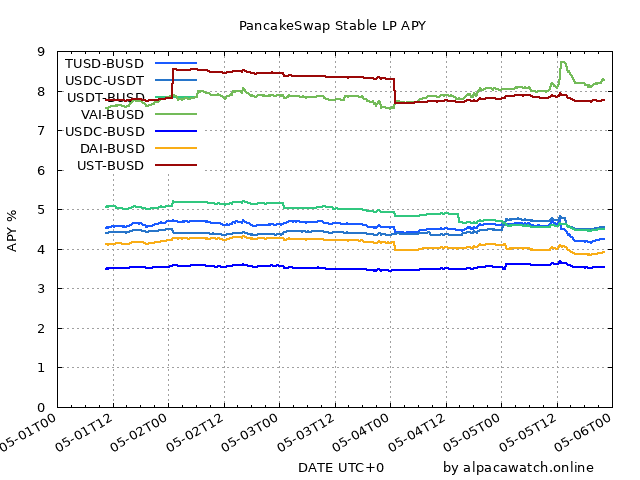 PancakeSwap Stable LP APY
9
8
7
6
5
4
3
2
1
0
APY %
TUSD-BUSD
USDC-USDT
USDT-BUSD
VAI-BUSD
USDC-BUSD
DAI-BUSD
UST-BUSD
05-01T00
05-01T12
05-02T00
05-02T12
05-03T00
05-03T12
05-04T00
05-04T12
05-05T00
05-05T12
05-06T00
DATE UTC+0
by alpacawatch.online